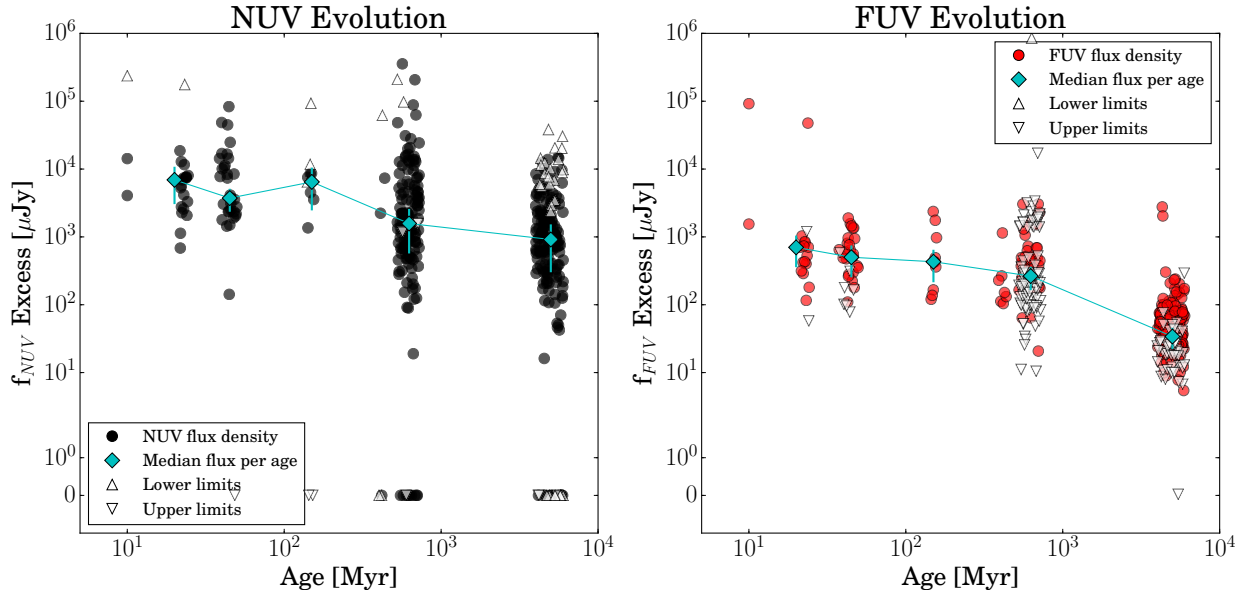 NUV Evolution
f_{NUV} Excess [μJy]
10^6
10^5
10^4
10^3
10^2
10^1
10^0
0
NUV flux density
Median flux per age
Lower limits
Upper limits
10^1 10^2 10^3 10^4
Age [Myr]
FUV Evolution
f_{FUV} Excess [μJy]
10^6
10^5
10^4
10^3
10^2
10^1
10^0
0
FUV flux density
Median flux per age
Lower limits
Upper limits
10^1 10^2 10^3 10^4
Age [Myr]